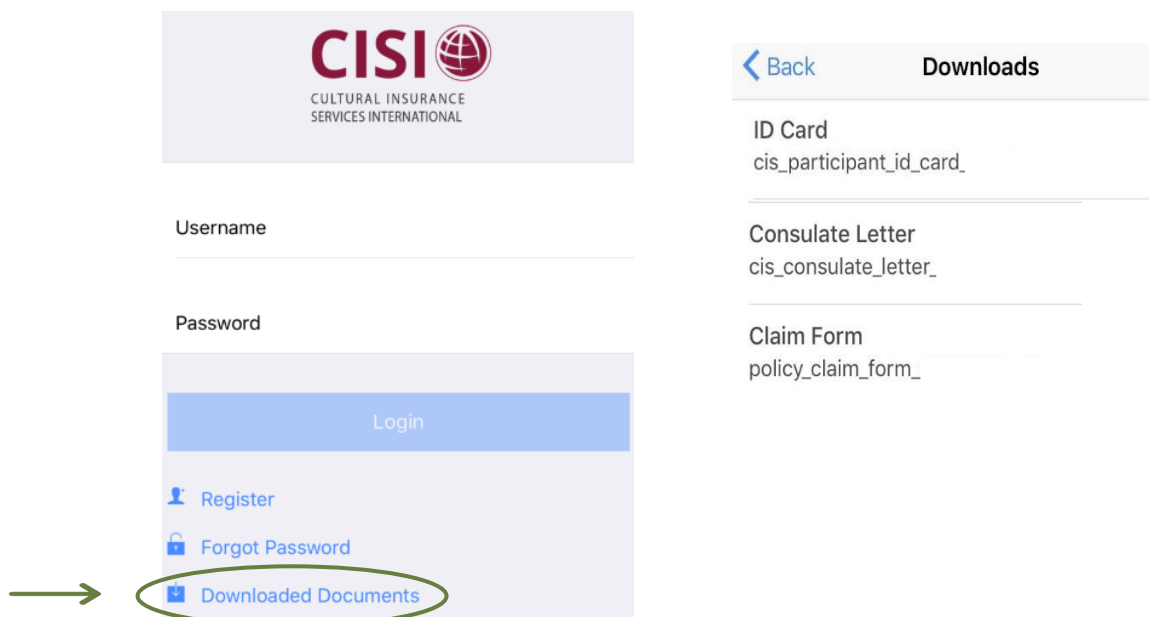 CISI
CULTURAL INSURANCE
SERVICES INTERNATIONAL
Username
Password
Login
Register
Forgot Password
Downloaded Documents
Back
Downloads
ID Card
cis_participant_id_card_
Consulate Letter
cis_consulate_letter_
Claim Form
policy_claim_form_